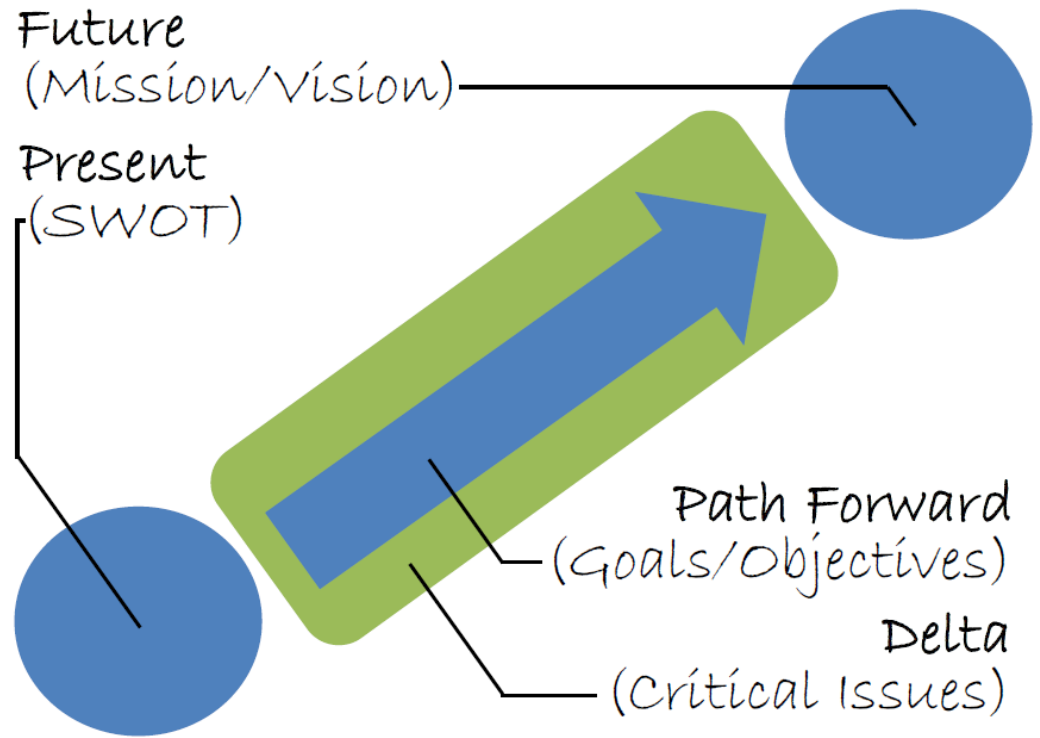 Future
(Mission/Vision)
Present
(SWOT)
Path Forward
(Goals/Objectives)
Delta
(Critical Issues)